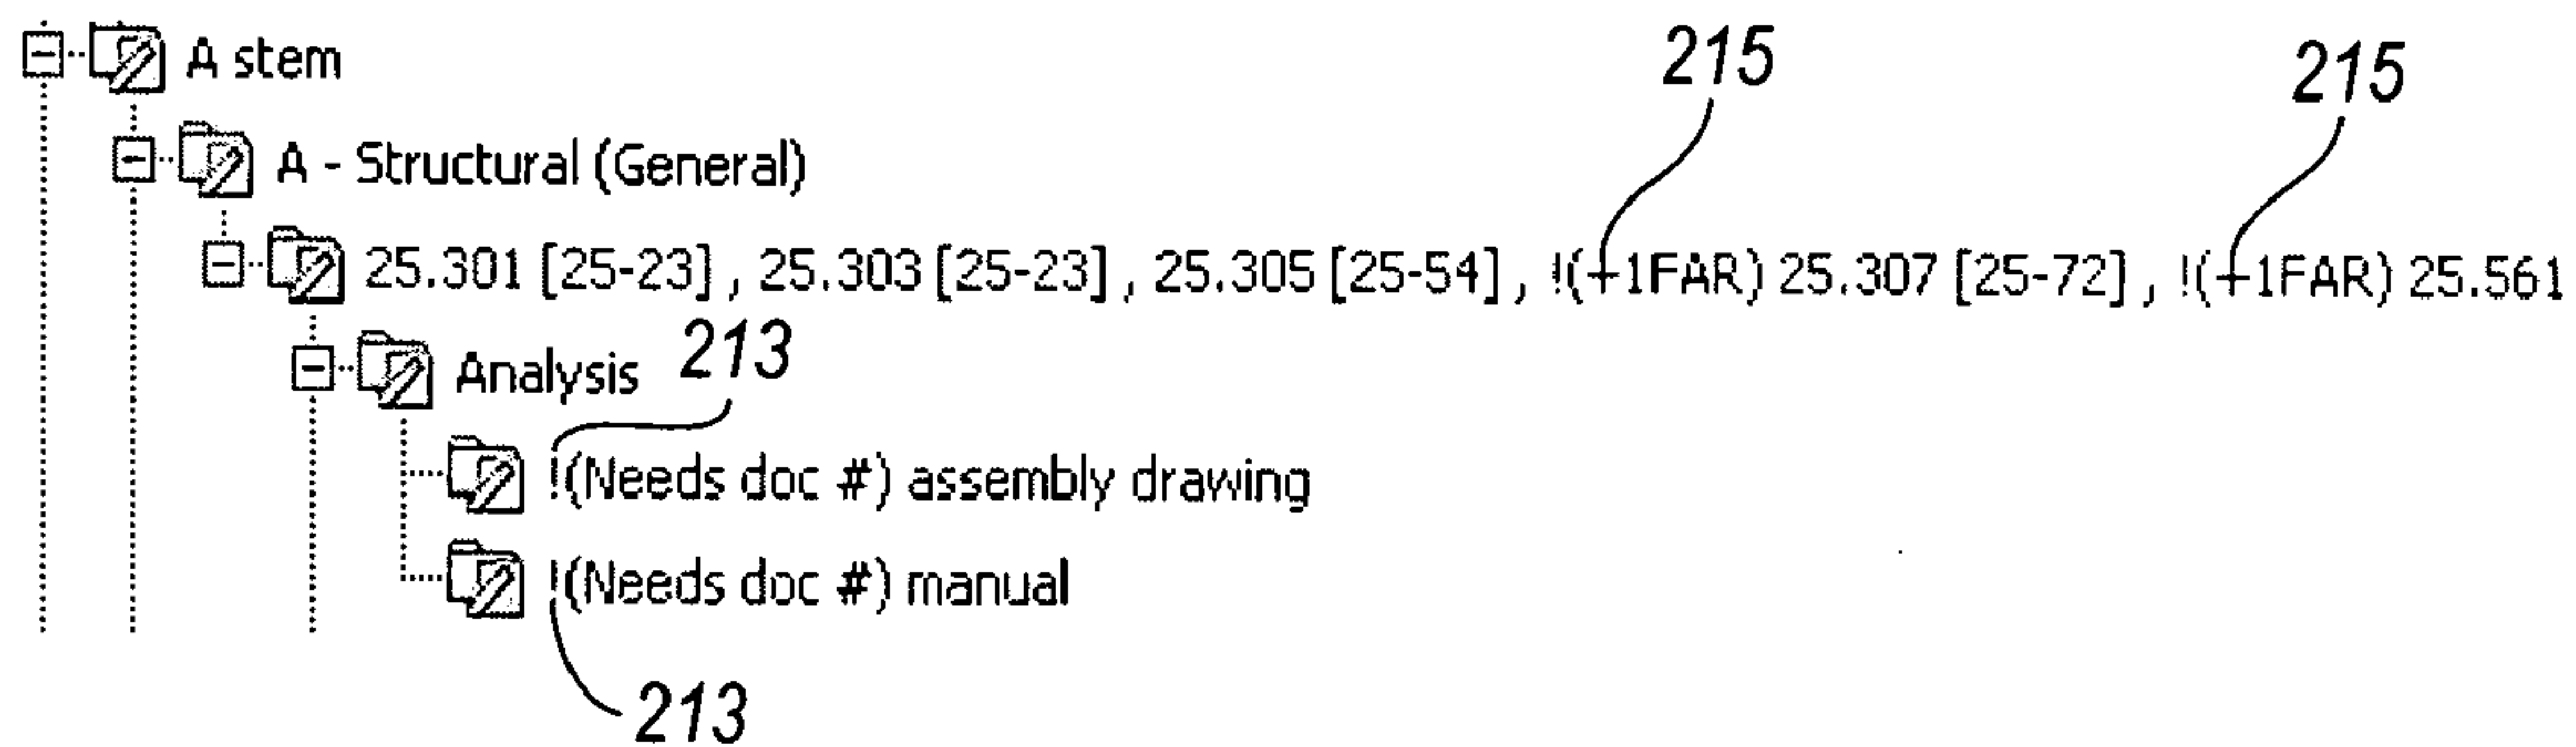 A stem
215 215
A - Structural (General)
25.301 [25-23] , 25.303 [25-23] , 25.305 [25-54] , !(+1FAR) 25.307 [25-72] , !(+1FAR) 25.561
Analysis 213
!(Needs doc #) assembly drawing
!(Needs doc #) manual
213